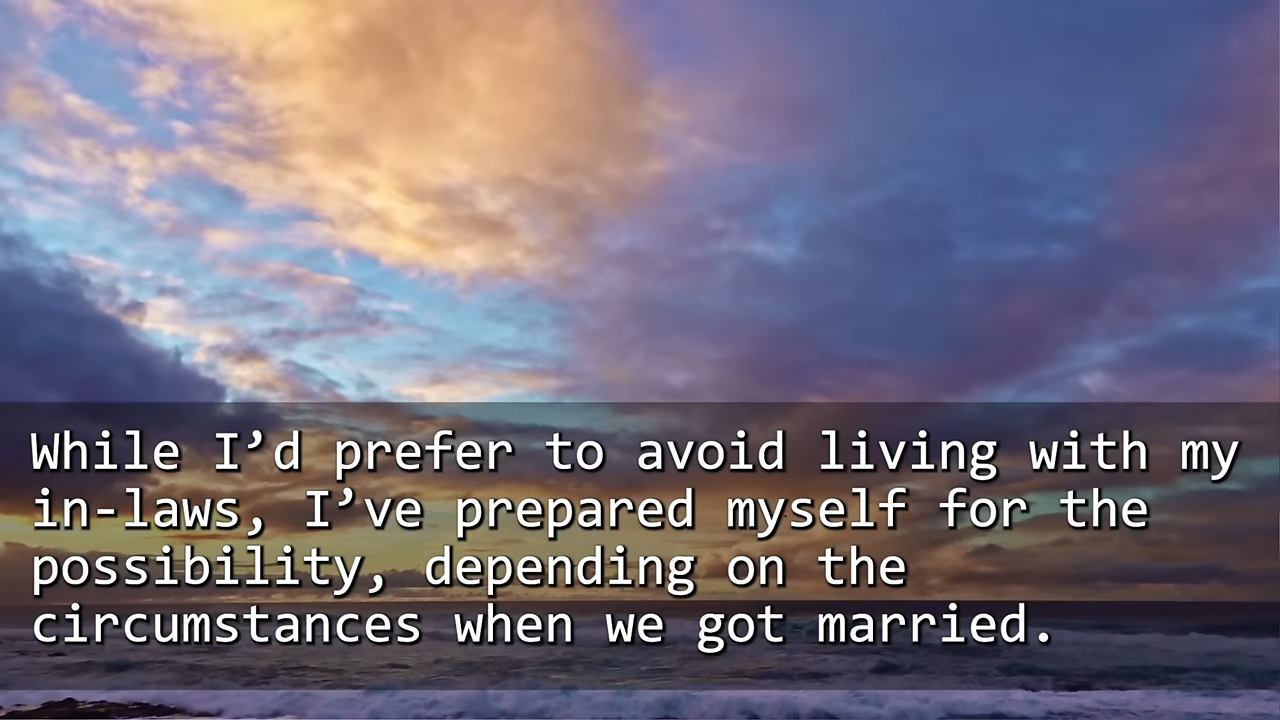 While I’d prefer to avoid living with my
in-laws, I’ve prepared myself for the
possibility, depending on the
circumstances when we got married.